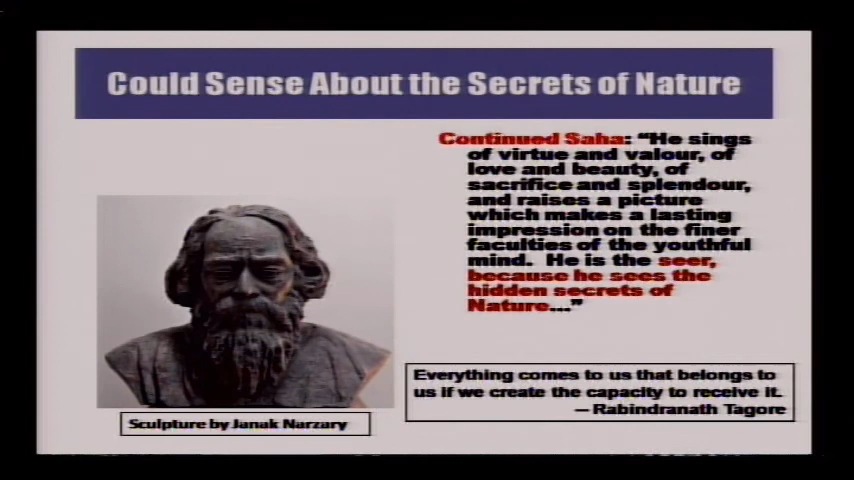 Could Sense About the Secrets of Nature
Continued Saha: “He sings
of virtue and valour, of
love and beauty, of
sacrifice and splendour,
and raises a picture
which makes a lasting
impression on the finer
faculties of the youthful
mind. He is the seer,
because he sees the
hidden secrets of
Nature...”
Everything comes to us that belongs to
us if we create the capacity to receive it.
— Rabindranath Tagore
Sculpture by Janak Narzary